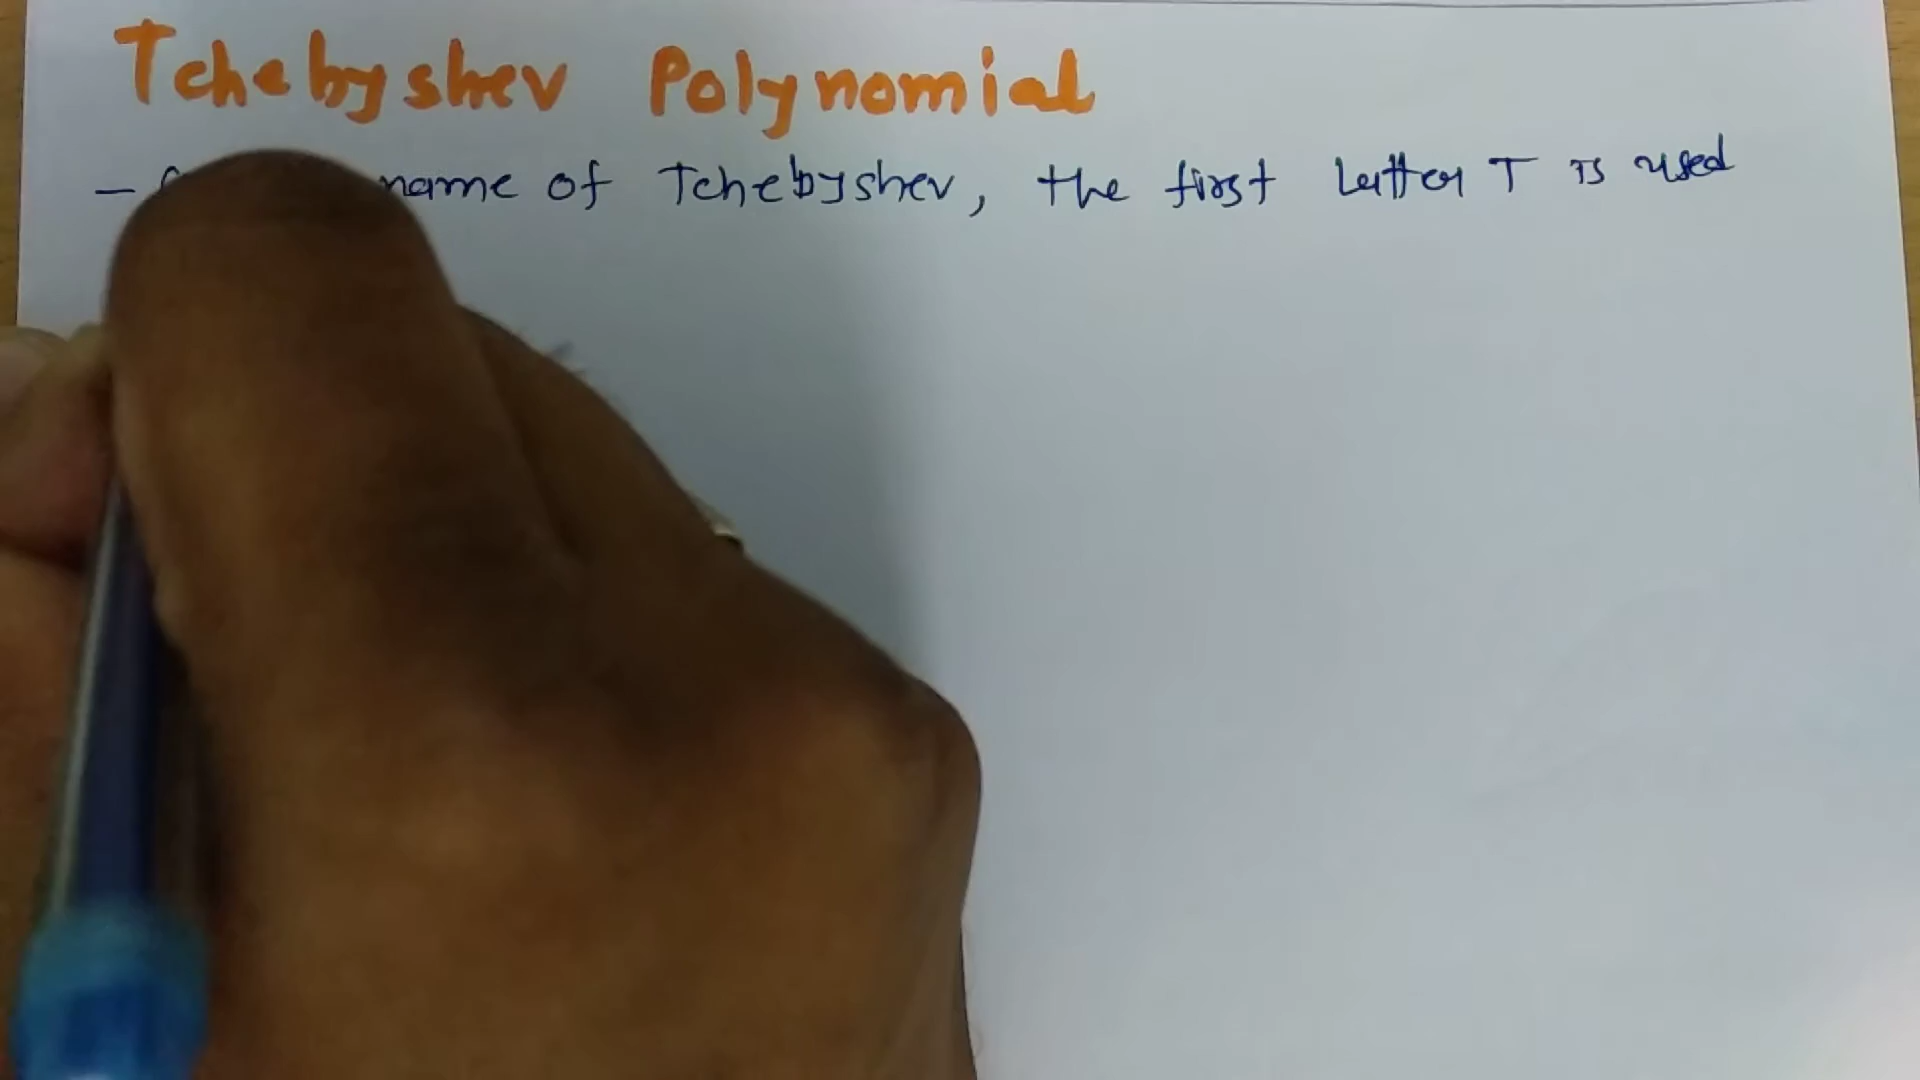 Tchebyshev Polynomial
- name of Tchebyshev, the first letter T is used